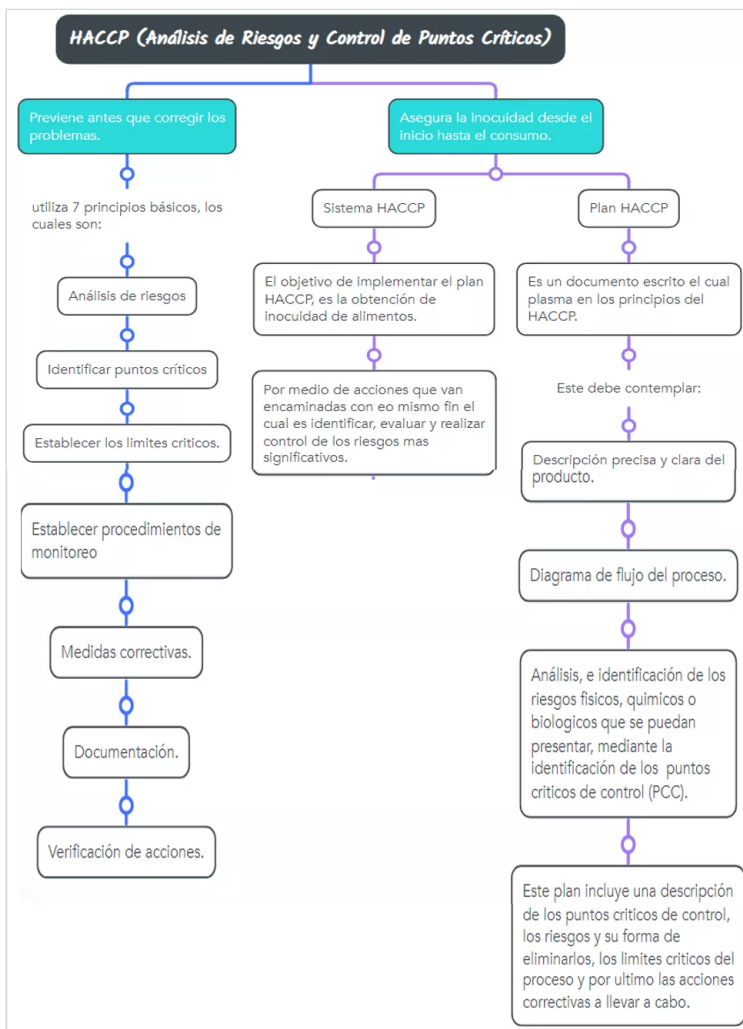 HACCP (Análisis de Riesgos y Control de Puntos Críticos)
Previene antes que corregir los
problemas.
utiliza 7 principios básicos, los
cuales son:
Análisis de riesgos
Identificar puntos críticos
Establecer los limites criticos.
Establecer procedimientos de
monitoreo
Medidas correctivas.
Documentación.
Verificación de acciones.
Asegura la inocuidad desde el
inicio hasta el consumo.
Sistema HACCP
El objetivo de implementar el plan
HACCP, es la obtención de
inocuidad de alimentos.
Por medio de acciones que van
encaminadas con eo mismo fin el
cual es identificar, evaluar y realizar
control de los riesgos mas
significativos.
Plan HACCP
Es un documento escrito el cual
plasma en los principios del
HACCP.
Este debe contemplar:
Descripción precisa y clara del
producto.
Diagrama de flujo del proceso.
Análisis, e identificación de los
riesgos fisicos, quimicos o
biologicos que se puedan
presentar, mediante la
identificación de los puntos
criticos de control (PCC).
Este plan incluye una descripción
de los puntos criticos de control,
los riesgos y su forma de
eliminarlos, los limites criticos del
proceso y por ultimo las acciones
correctivas a llevar a cabo.